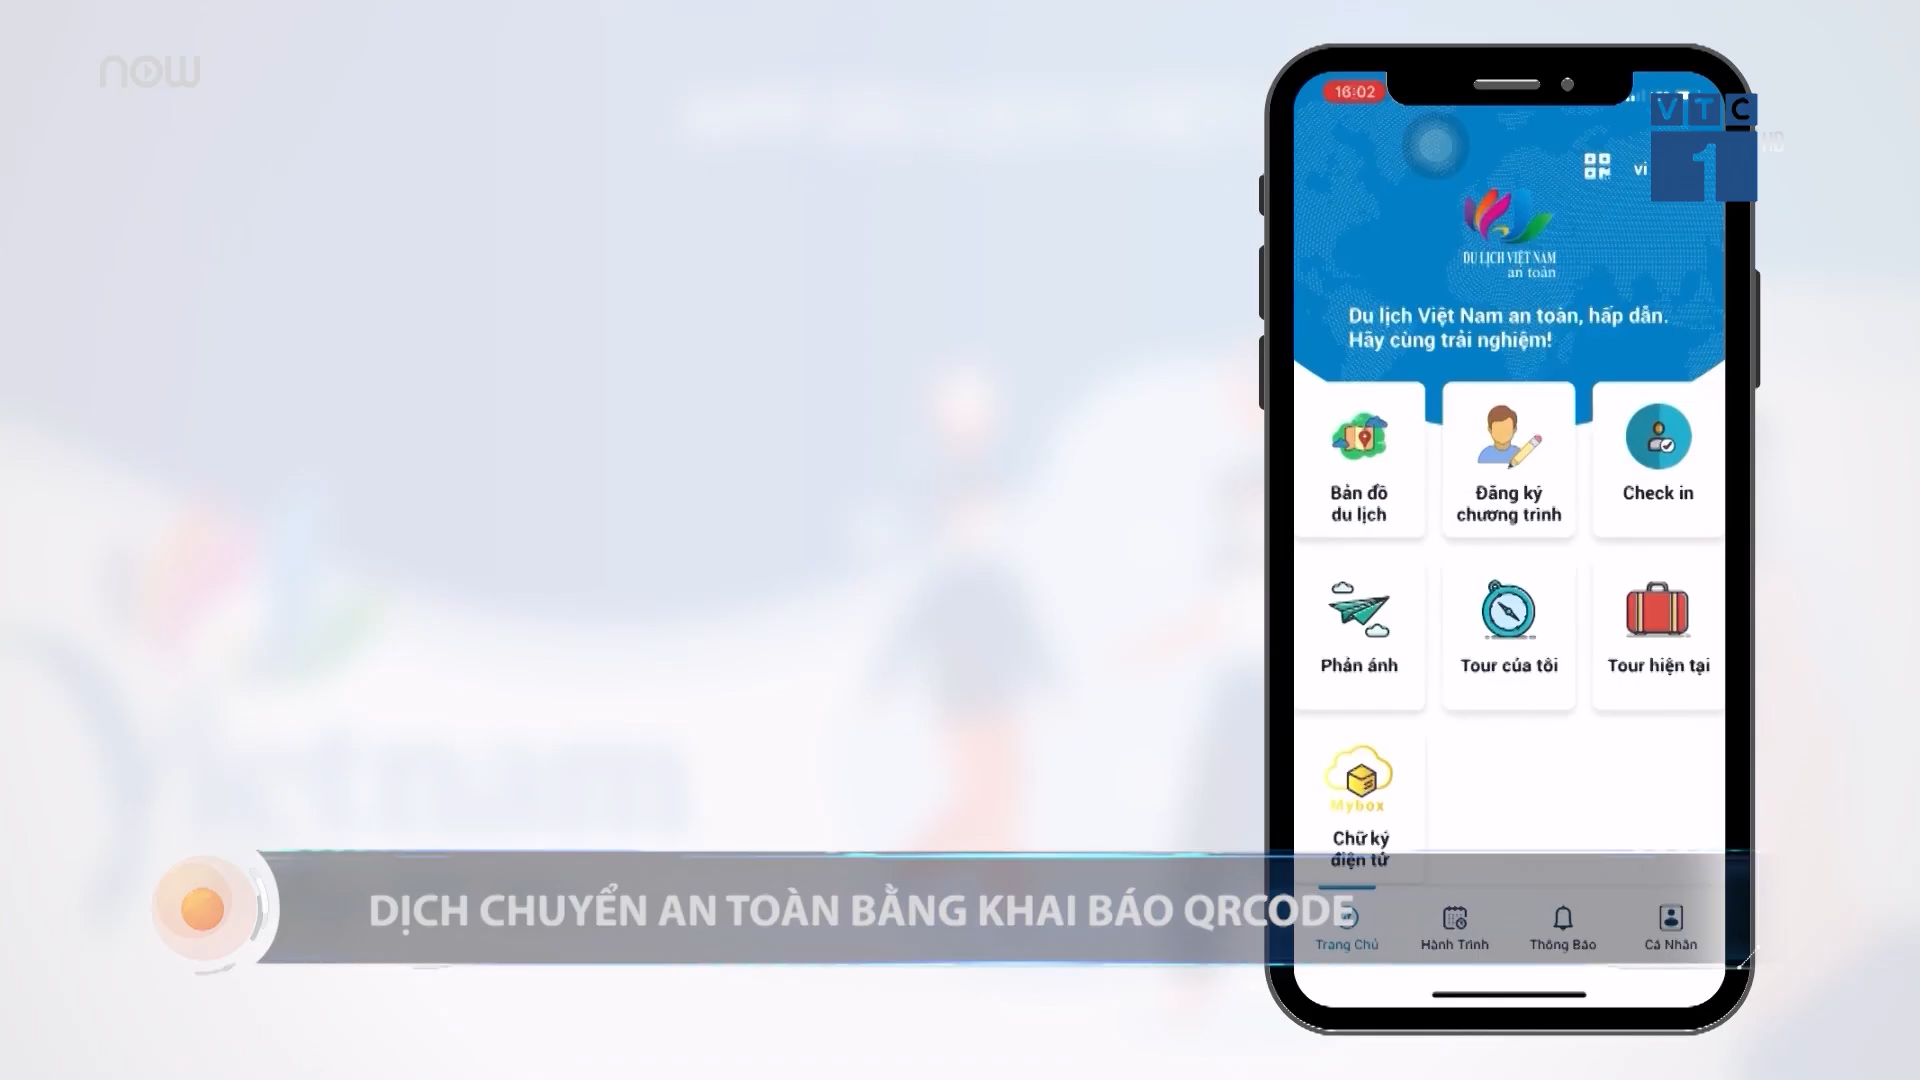 now
16:02
VTC
1
HD
vi
DU LỊCH VIỆT NAM
an toàn
Du lịch Việt Nam an toàn, hấp dẫn.
Hãy cùng trải nghiệm!
Bản đồ
du lịch
Đăng ký
chương trình
Check in
Phản ánh
Tour của tôi
Tour hiện tại
Mybox
Chữ ký
điện tử
DỊCH CHUYỂN AN TOÀN BẰNG KHAI BÁO QRCODE
Trang Chủ
Hành Trình
Thông Báo
Cá Nhân